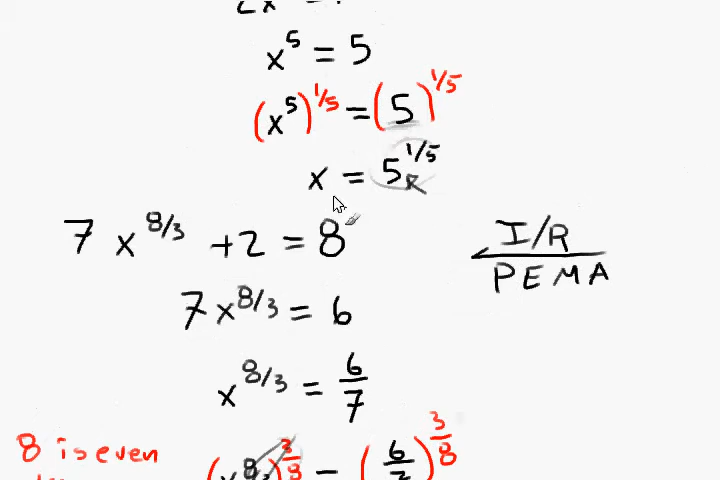 x^5 = 5
(x^5)^1/5 = (5)^1/5
x = 5^1/5
7 x^8/3 + 2 = 8
I/R
PEMA
7x^8/3 = 6
x^8/3 = 6/7
8 is even